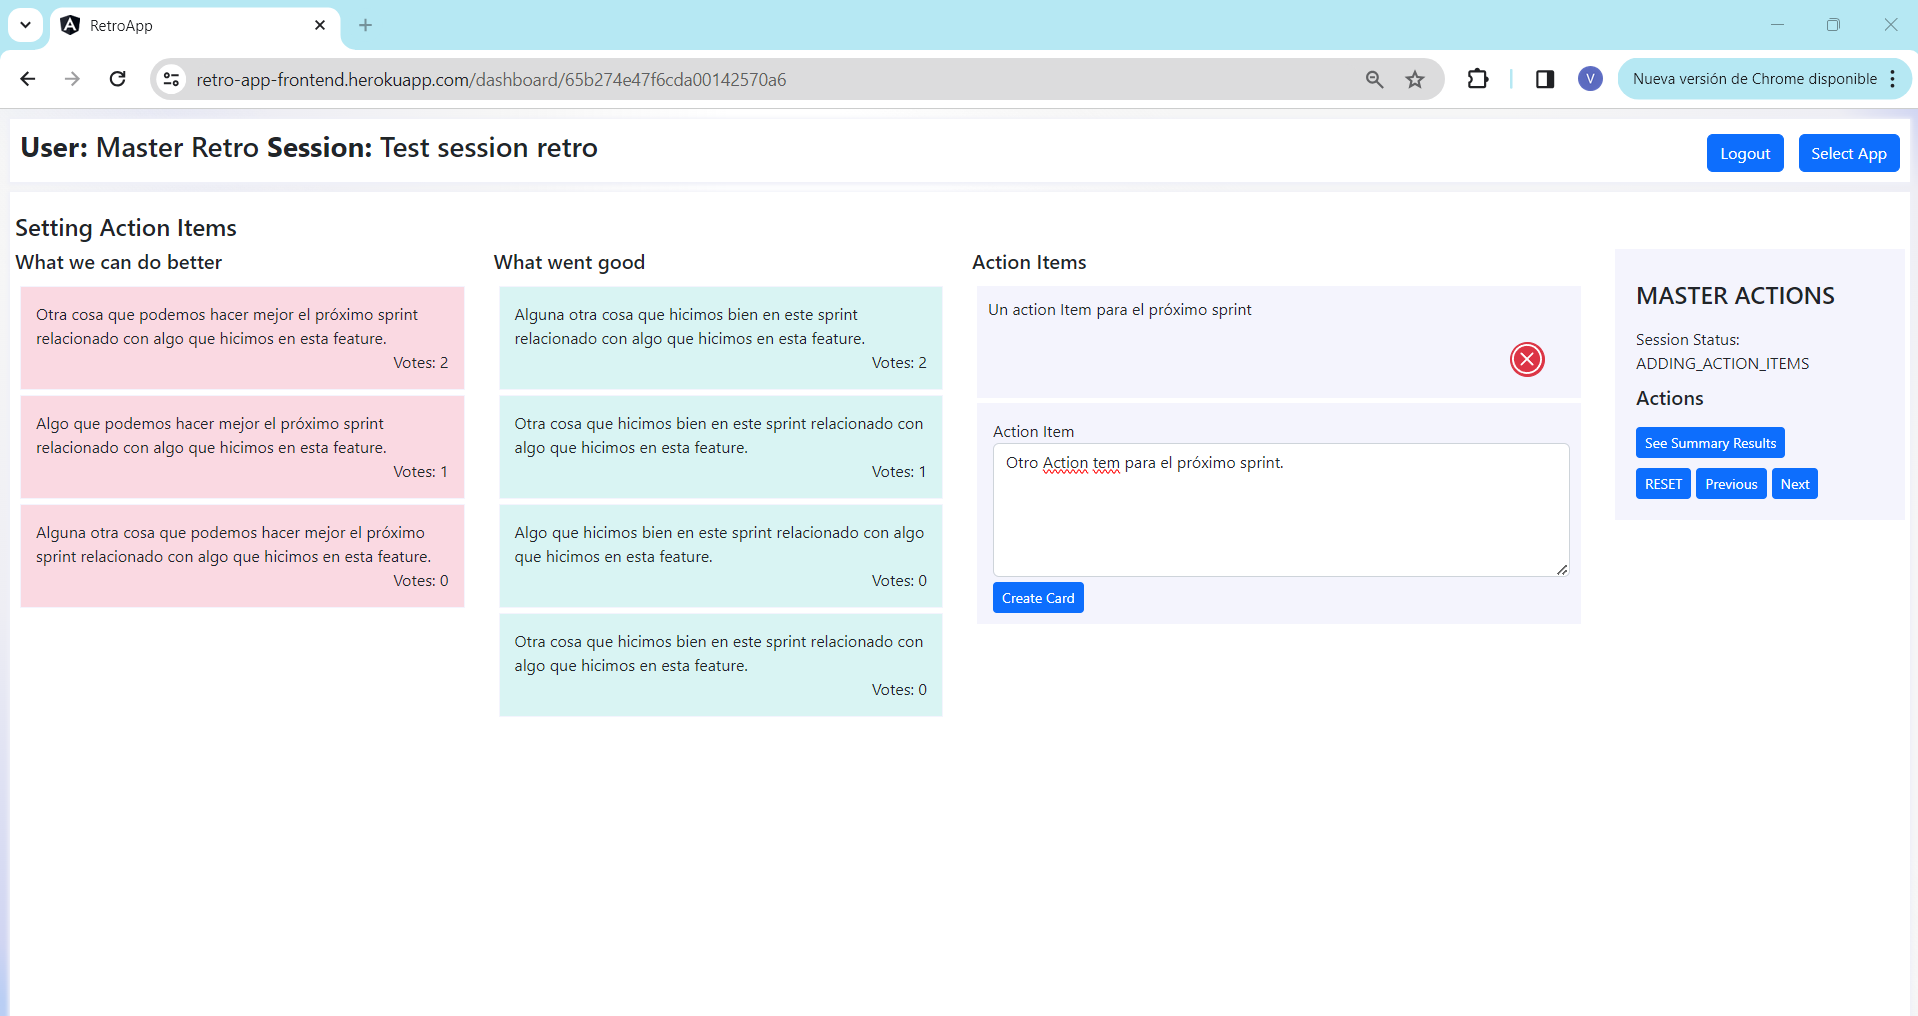 RetroApp
retro-app-frontend.herokuapp.com/dashboard/65b274e47f6cda00142570a6
V
Nueva versión de Chrome disponible
User: Master Retro Session: Test session retro
Logout
Select App
Setting Action Items
What we can do better
Otra cosa que podemos hacer mejor el próximo sprint
relacionado con algo que hicimos en esta feature.
Votes: 2
Algo que podemos hacer mejor el próximo sprint
relacionado con algo que hicimos en esta feature.
Votes: 1
Alguna otra cosa que podemos hacer mejor el próximo
sprint relacionado con algo que hicimos en esta feature.
Votes: 0
What went good
Alguna otra cosa que hicimos bien en este sprint
relacionado con algo que hicimos en esta feature.
Votes: 2
Otra cosa que hicimos bien en este sprint relacionado con
algo que hicimos en esta feature.
Votes: 1
Algo que hicimos bien en este sprint relacionado con algo
que hicimos en esta feature.
Votes: 0
Otra cosa que hicimos bien en este sprint relacionado con
algo que hicimos en esta feature.
Votes: 0
Action Items
Un action Item para el próximo sprint
Action Item
Otro Action tem para el próximo sprint.
Create Card
MASTER ACTIONS
Session Status:
ADDING_ACTION_ITEMS
Actions
See Summary Results
RESET
Previous
Next